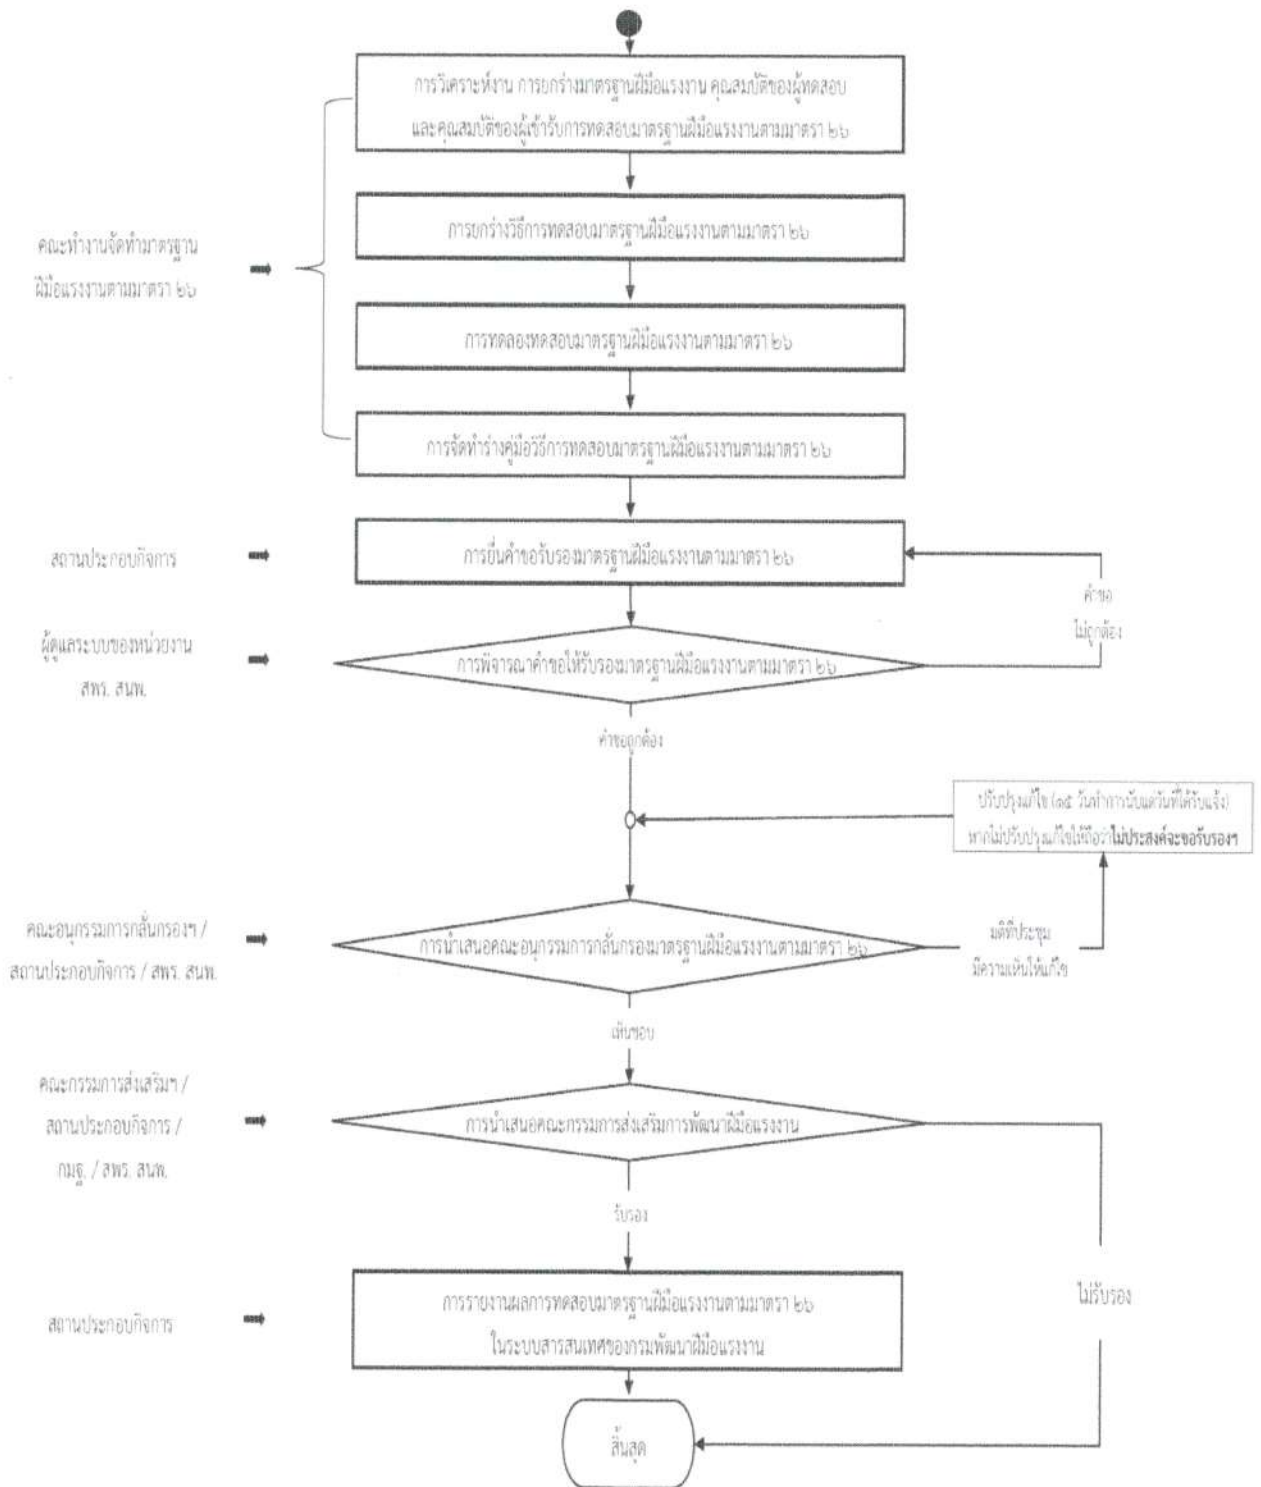 การวิเคราะห์งาน การยกร่างมาตรฐานฝีมือแรงงาน คุณสมบัติของผู้ทดสอบ
และคุณสมบัติของผู้เข้ารับการทดสอบมาตรฐานฝีมือแรงงานตามมาตรา ๒๖
การยกร่างวิธีการทดสอบมาตรฐานฝีมือแรงงานตามมาตรา ๒๖
คณะทำงานจัดทำมาตรฐาน
ฝีมือแรงงานตามมาตรา ๒๖
การทดลองทดสอบมาตรฐานฝีมือแรงงานตามมาตรา ๒๖
การจัดทำร่างคู่มือวิธีการทดสอบมาตรฐานฝีมือแรงงานตามมาตรา ๒๖
สถานประกอบกิจการ
การยื่นคำขอรับรองมาตรฐานฝีมือแรงงานตามมาตรา ๒๖
คำขอ
ไม่ถูกต้อง
ผู้ดูแลระบบของหน่วยงาน
สพร. สนพ.
การพิจารณาคำขอให้รับรองมาตรฐานฝีมือแรงงานตามมาตรา ๒๖
คำขอถูกต้อง
ปรับปรุงแก้ไข (๑๕ วันทำการนับแต่วันที่ได้รับแจ้ง)
หากไม่ปรับปรุงแก้ไขให้ถือว่าไม่ประสงค์จะขอรับรองฯ
คณะอนุกรรมการกลั่นกรองฯ /
สถานประกอบกิจการ / สพร. สนพ.
การนำเสนอคณะอนุกรรมการกลั่นกรองมาตรฐานฝีมือแรงงานตามมาตรา ๒๖
มติที่ประชุม
มีความเห็นให้แก้ไข
เห็นชอบ
คณะกรรมการส่งเสริมฯ /
สถานประกอบกิจการ /
กมฐ. / สพร. สนพ.
การนำเสนอคณะกรรมการส่งเสริมการพัฒนาฝีมือแรงงาน
รับรอง
ไม่รับรอง
สถานประกอบกิจการ
การรายงานผลการทดสอบมาตรฐานฝีมือแรงงานตามมาตรา ๒๖
ในระบบสารสนเทศของกรมพัฒนาฝีมือแรงงาน
สิ้นสุด